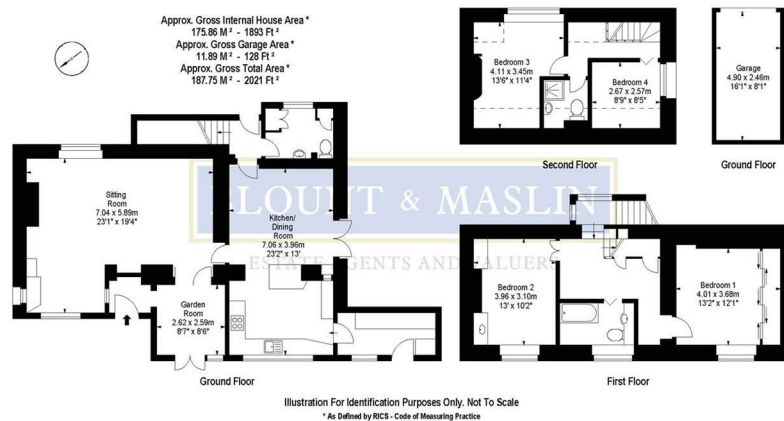 Approx. Gross Internal House Area *
175.86 M² - 1893 Ft²
Approx. Gross Garage Area *
11.89 M² - 128 Ft²
Approx. Gross Total Area *
187.75 M² - 2021 Ft²
Bedroom 3
4.11 x 3.45m
13'6" x 11'4"
Bedroom 4
2.67 x 2.57m
8'9" x 8'5"
Garage
4.90 x 2.46m
16'1" x 8'1"
Second Floor
Ground Floor
BLOUNT & MASLIN
ESTATE AGENTS AND VALUERS
Sitting
Room
7.04 x 5.89m
23'1" x 19'4"
Kitchen/
Dining
Room
7.06 x 3.96m
23'2" x 13'
Garden
Room
2.62 x 2.59m
8'7" x 8'6"
Bedroom 2
3.96 x 3.10m
13' x 10'2"
Bedroom 1
4.01 x 3.68m
13'2" x 12'1"
Ground Floor
First Floor
Illustration For Identification Purposes Only. Not To Scale
* As Defined by RICS - Code of Measuring Practice